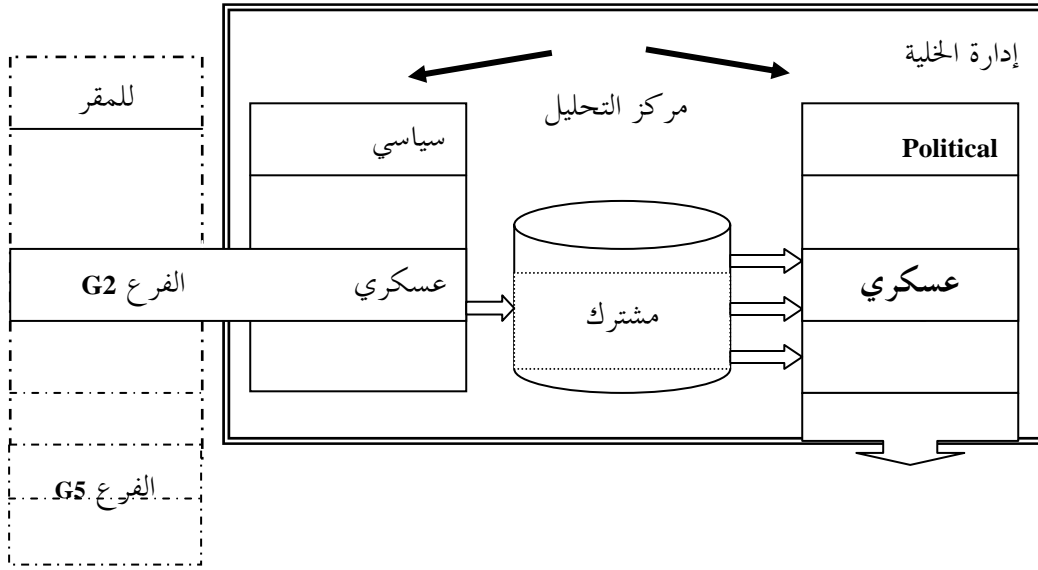 إدارة الخلية
للمقر
مركز التحليل
سياسي
Political
الفرع G2
عسكري
عسكري
مشترك
الفرع G5